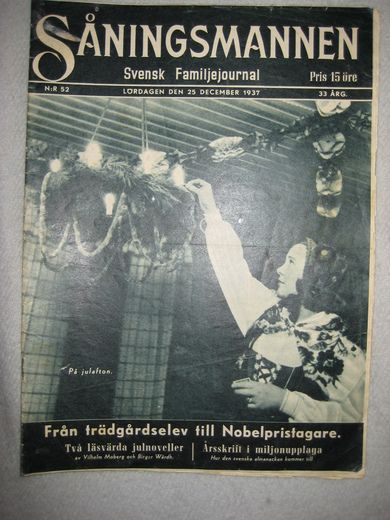 SÅNINGSMANNEN
Svensk Familjejournal
Pris 15 öre
N:R 52
LÖRDAGEN DEN 25 DECEMBER 1937
33 ÅRG.
På julafton.
Från trädgårdselev till Nobelpristagare.
Två läsvärda julnoveller
av Vilhelm Moberg och Birger Wärdh.
Årsskrift i miljonupplaga
Hur den svenska almanackan kommer till